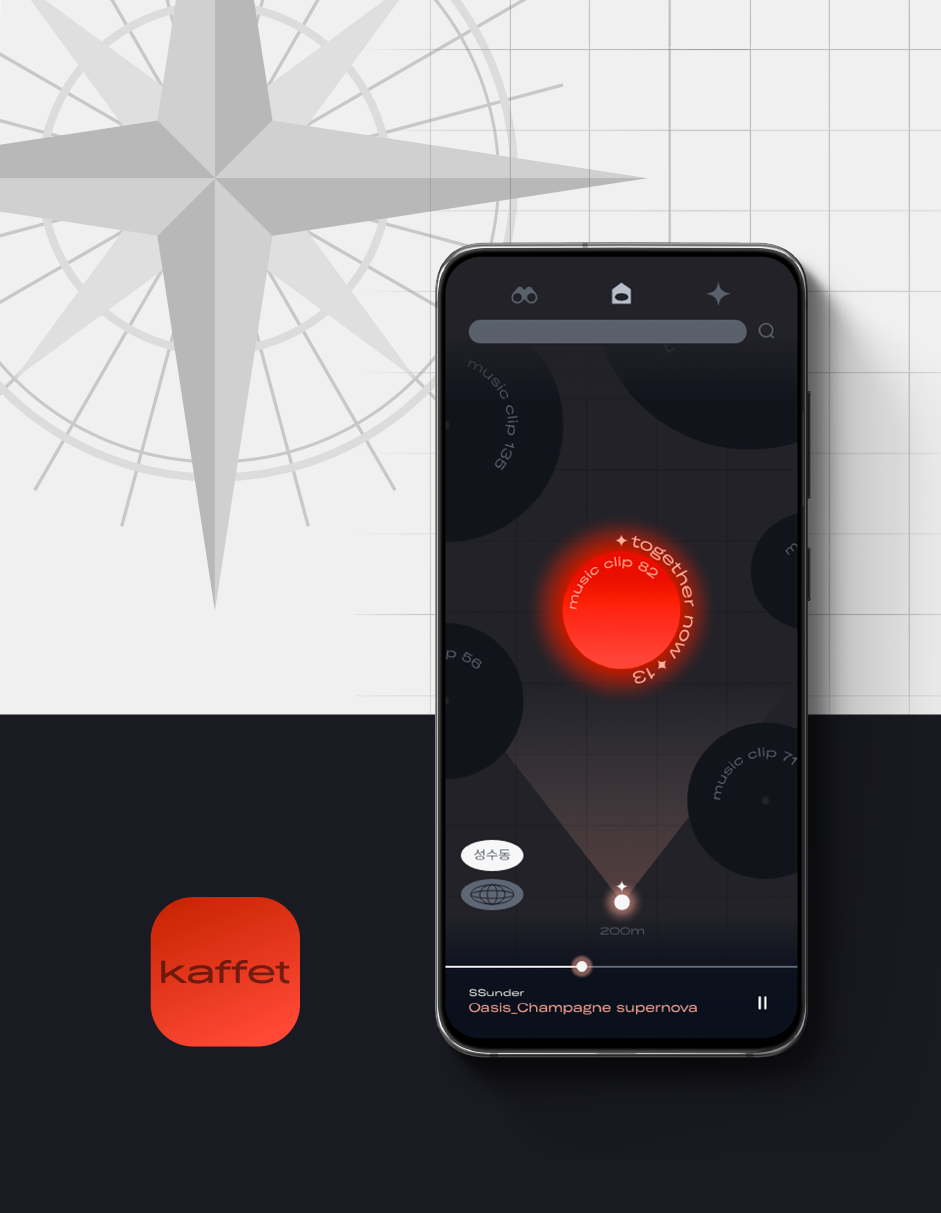 music clip 135
music clip 82
✦together now✦13
p 56
music clip 71
성수동
200m
SSunder
Oasis_Champagne supernova
kaffet